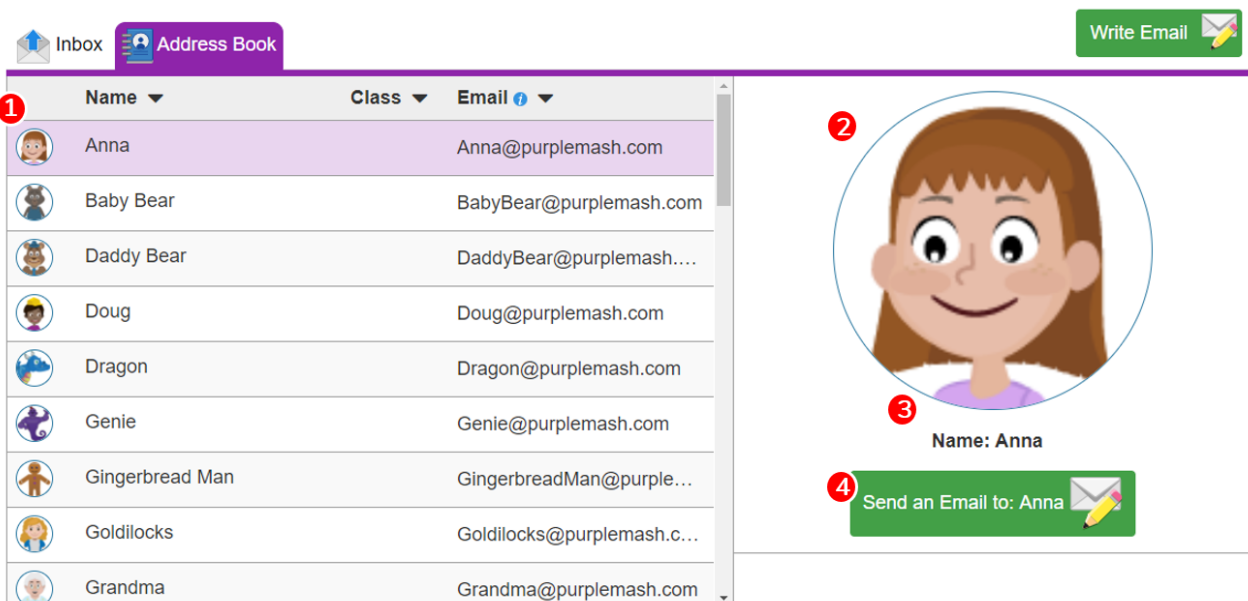 Inbox
Address Book
Write Email
1
Name
Class
Email i
2
Anna
Anna@purplemash.com
Baby Bear
BabyBear@purplemash.com
Daddy Bear
DaddyBear@purplemash....
Doug
Doug@purplemash.com
Dragon
Dragon@purplemash.com
Genie
Genie@purplemash.com
3
Name: Anna
Gingerbread Man
GingerbreadMan@purple...
4
Send an Email to: Anna
Goldilocks
Goldilocks@purplemash.c...
Grandma
Grandma@purplemash.com